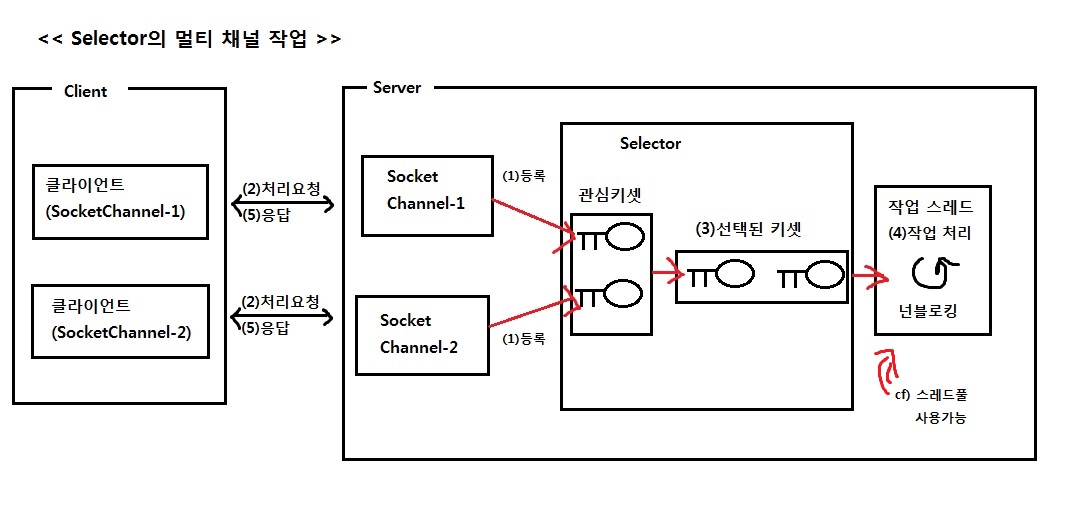 << Selector의 멀티 채널 작업 >>
Client
클라이언트
(SocketChannel-1)
클라이언트
(SocketChannel-2)
(2)처리요청
(5)응답
(2)처리요청
(5)응답
Server
Socket
Channel-1
Socket
Channel-2
(1)등록
(1)등록
Selector
관심키셋
(3)선택된 키셋
작업 스레드
(4)작업 처리
넌블로킹
cf) 스레드풀
사용가능